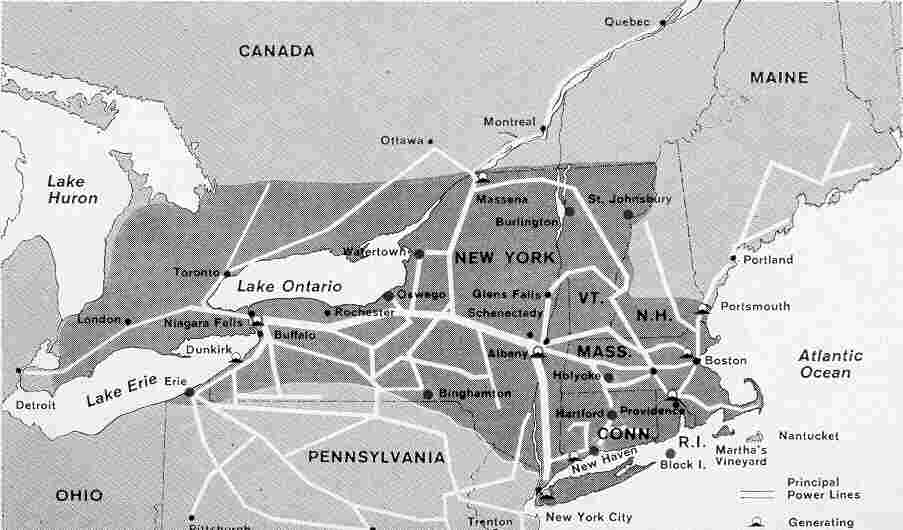 Quebec
CANADA
MAINE
Montreal
Ottawa
Lake
Huron
Massena
St. Johnsbury
Burlington
Watertown
NEW YORK
Toronto
Portland
Lake Ontario
Oswego
Glens Falls
VT.
Portsmouth
London
Niagara Falls
Rochester
Schenectady
N.H.
Buffalo
Dunkirk
Albany
MASS.
Boston
Atlantic
Ocean
Lake Erie
Erie
Holyoke
Detroit
Binghamton
Hartford
Providence
CONN.
R.I.
Nantucket
Martha's
Vineyard
New Haven
Block I.
PENNSYLVANIA
OHIO
Principal
Power Lines
New York City
Trenton
Generating
Pittsburgh